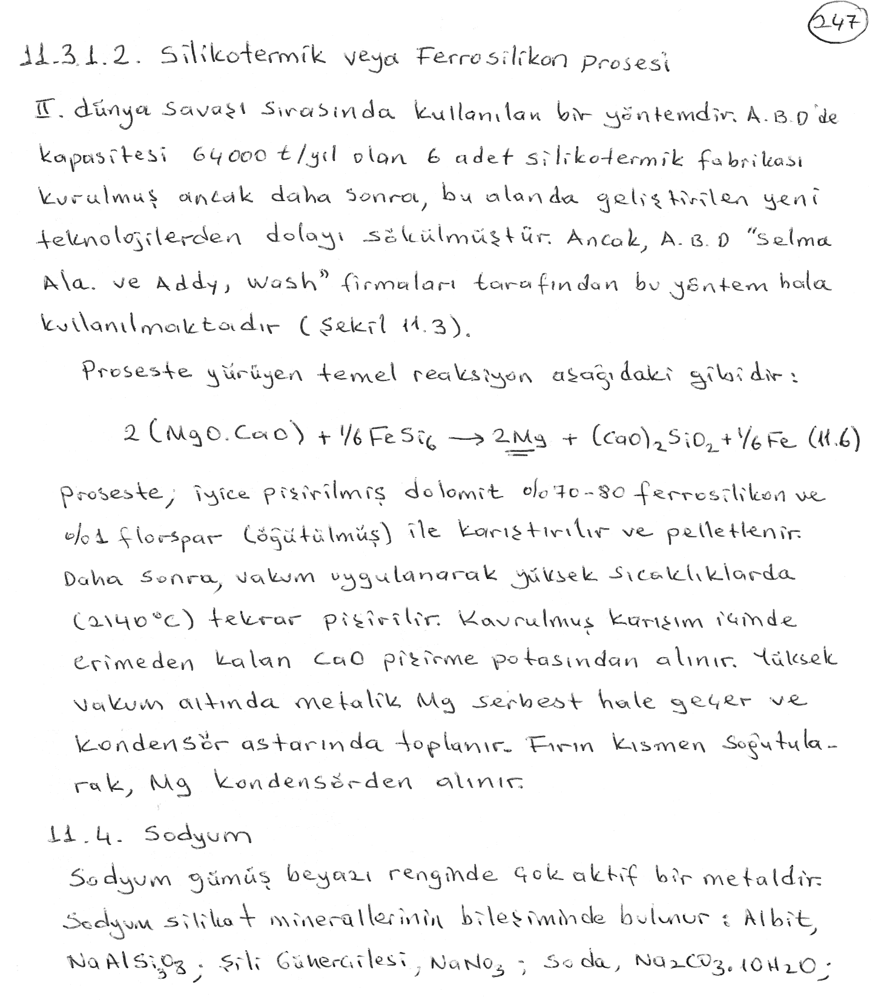 247
11.3.1.2. Silikotermik veya Ferrosilikon Prosesi
II. dünya savaşı sırasında kullanılan bir yöntemdir. A.B.D'de
kapasitesi 64000 t/yıl olan 6 adet silikotermik fabrikası
kurulmuş ancak daha sonra, bu alanda geliştirilen yeni
teknolojilerden dolayı sökülmüştür. Ancak, A.B.D "Selma
Ala. ve Addy, Wash" firmaları tarafından bu yöntem hala
kullanılmaktadır (Şekil 11.3).
Proseste yürüyen temel reaksiyon aşağıdaki gibidir:
2(MgO.CaO) + 1/6 FeSi₆ → 2Mg + (CaO)₂SiO₂ + 1/6 Fe (11.6)
Proseste; iyice pişirilmiş dolomit %70-80 ferrosilikon ve
%1 florspar (öğütülmüş) ile karıştırılır ve pelletlenir.
Daha sonra, vakum uygulanarak yüksek sıcaklıklarda
(2140°C) tekrar pişirilir. Kavrulmuş karışım içinde
erimeden kalan CaO pişirme potasından alınır. Yüksek
vakum altında metalik Mg serbest hale geçer ve
kondensör astarında toplanır. Fırın kısmen soğutula-
rak, Mg kondensörden alınır.
11.4. Sodyum
Sodyum gümüş beyazı renginde çok aktif bir metaldir.
Sodyum silikat minerallerinin bileşiminde bulunur: Albit,
NaAlSi₃O₈; Şili Güherçilesi, NaNO₃; Soda, Na₂CO₃.10H₂O;